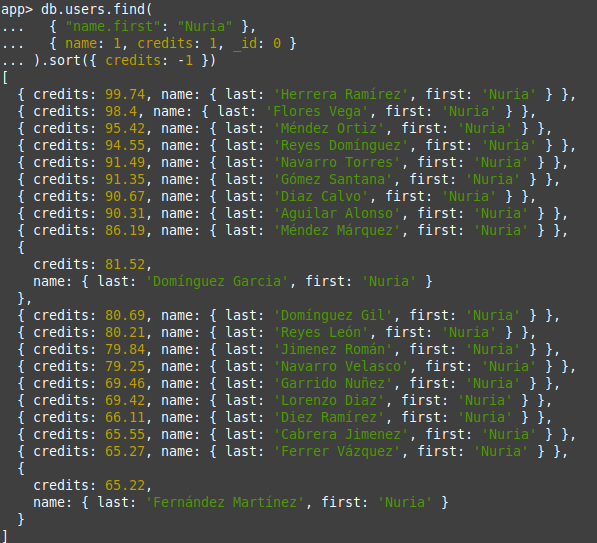 app> db.users.find(
...   { "name.first": "Nuria" },
...   { name: 1, credits: 1, _id: 0 }
... ).sort({ credits: -1 })
[
  { credits: 99.74, name: { last: 'Herrera Ramírez', first: 'Nuria' } },
  { credits: 98.4, name: { last: 'Flores Vega', first: 'Nuria' } },
  { credits: 95.42, name: { last: 'Méndez Ortiz', first: 'Nuria' } },
  { credits: 94.55, name: { last: 'Reyes Domínguez', first: 'Nuria' } },
  { credits: 91.49, name: { last: 'Navarro Torres', first: 'Nuria' } },
  { credits: 91.35, name: { last: 'Gómez Santana', first: 'Nuria' } },
  { credits: 90.67, name: { last: 'Diaz Calvo', first: 'Nuria' } },
  { credits: 90.31, name: { last: 'Aguilar Alonso', first: 'Nuria' } },
  { credits: 86.19, name: { last: 'Méndez Márquez', first: 'Nuria' } },
  {
    credits: 81.52,
    name: { last: 'Domínguez Garcia', first: 'Nuria' }
  },
  { credits: 80.69, name: { last: 'Domínguez Gil', first: 'Nuria' } },
  { credits: 80.21, name: { last: 'Reyes León', first: 'Nuria' } },
  { credits: 79.84, name: { last: 'Jimenez Román', first: 'Nuria' } },
  { credits: 79.25, name: { last: 'Navarro Velasco', first: 'Nuria' } },
  { credits: 69.46, name: { last: 'Garrido Nuñez', first: 'Nuria' } },
  { credits: 69.42, name: { last: 'Lorenzo Diaz', first: 'Nuria' } },
  { credits: 66.11, name: { last: 'Diez Ramírez', first: 'Nuria' } },
  { credits: 65.55, name: { last: 'Cabrera Jimenez', first: 'Nuria' } },
  { credits: 65.27, name: { last: 'Ferrer Vázquez', first: 'Nuria' } },
  {
    credits: 65.22,
    name: { last: 'Fernández Martinez', first: 'Nuria' }
  }
]